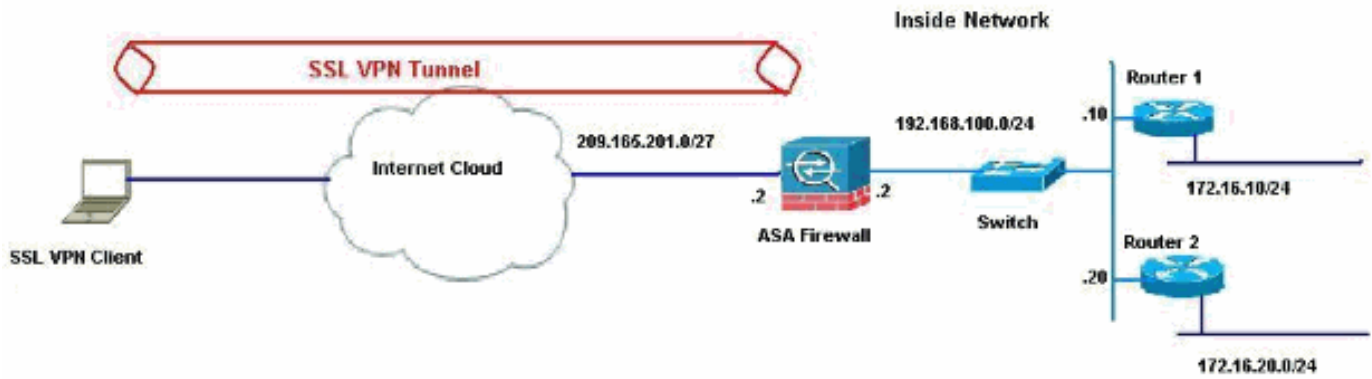 Inside Network
SSL VPN Tunnel
Router 1
.10
192.168.100.0/24
209.165.201.0/27
Internet Cloud
172.16.10/24
.2
.2
ASA Firewall
Switch
Router 2
SSL VPN Client
.20
172.16.20.0/24